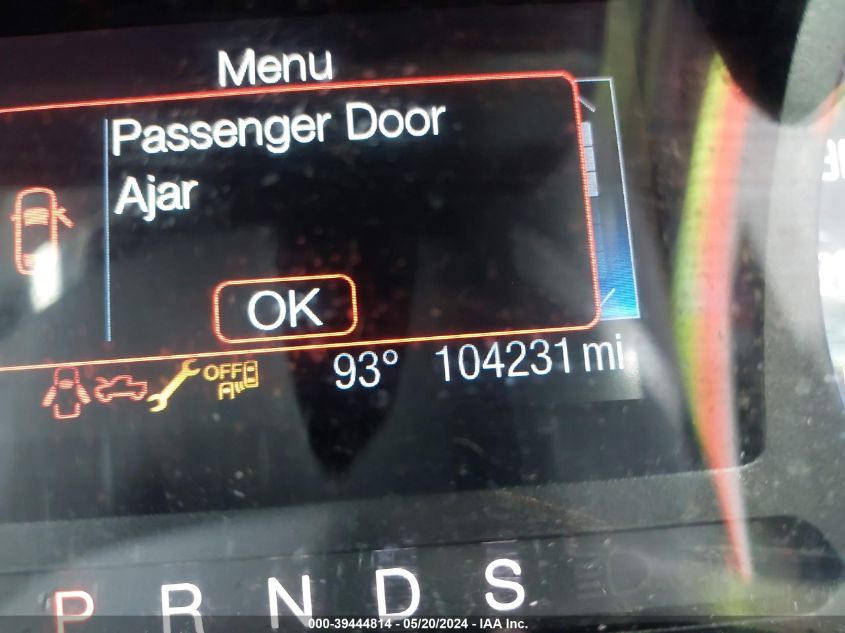 Menu
Passenger Door
Ajar
OK
OFF
93° 104231 mi
P R N D S
000-39444814 - 05/20/2024 - IAA Inc.